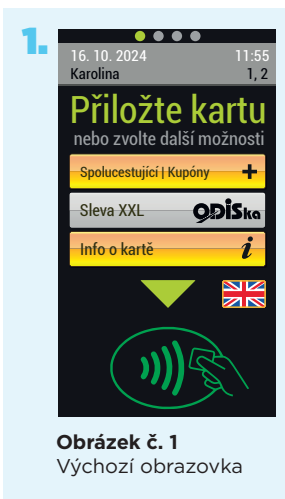 1.
16. 10. 2024 11:55
Karolina 1, 2
Přiložte kartu
nebo zvolte další možnosti
Spolucestující | Kupóny +
Sleva XXL ODISka
Info o kartě i
Obrázek č. 1
Výchozí obrazovka